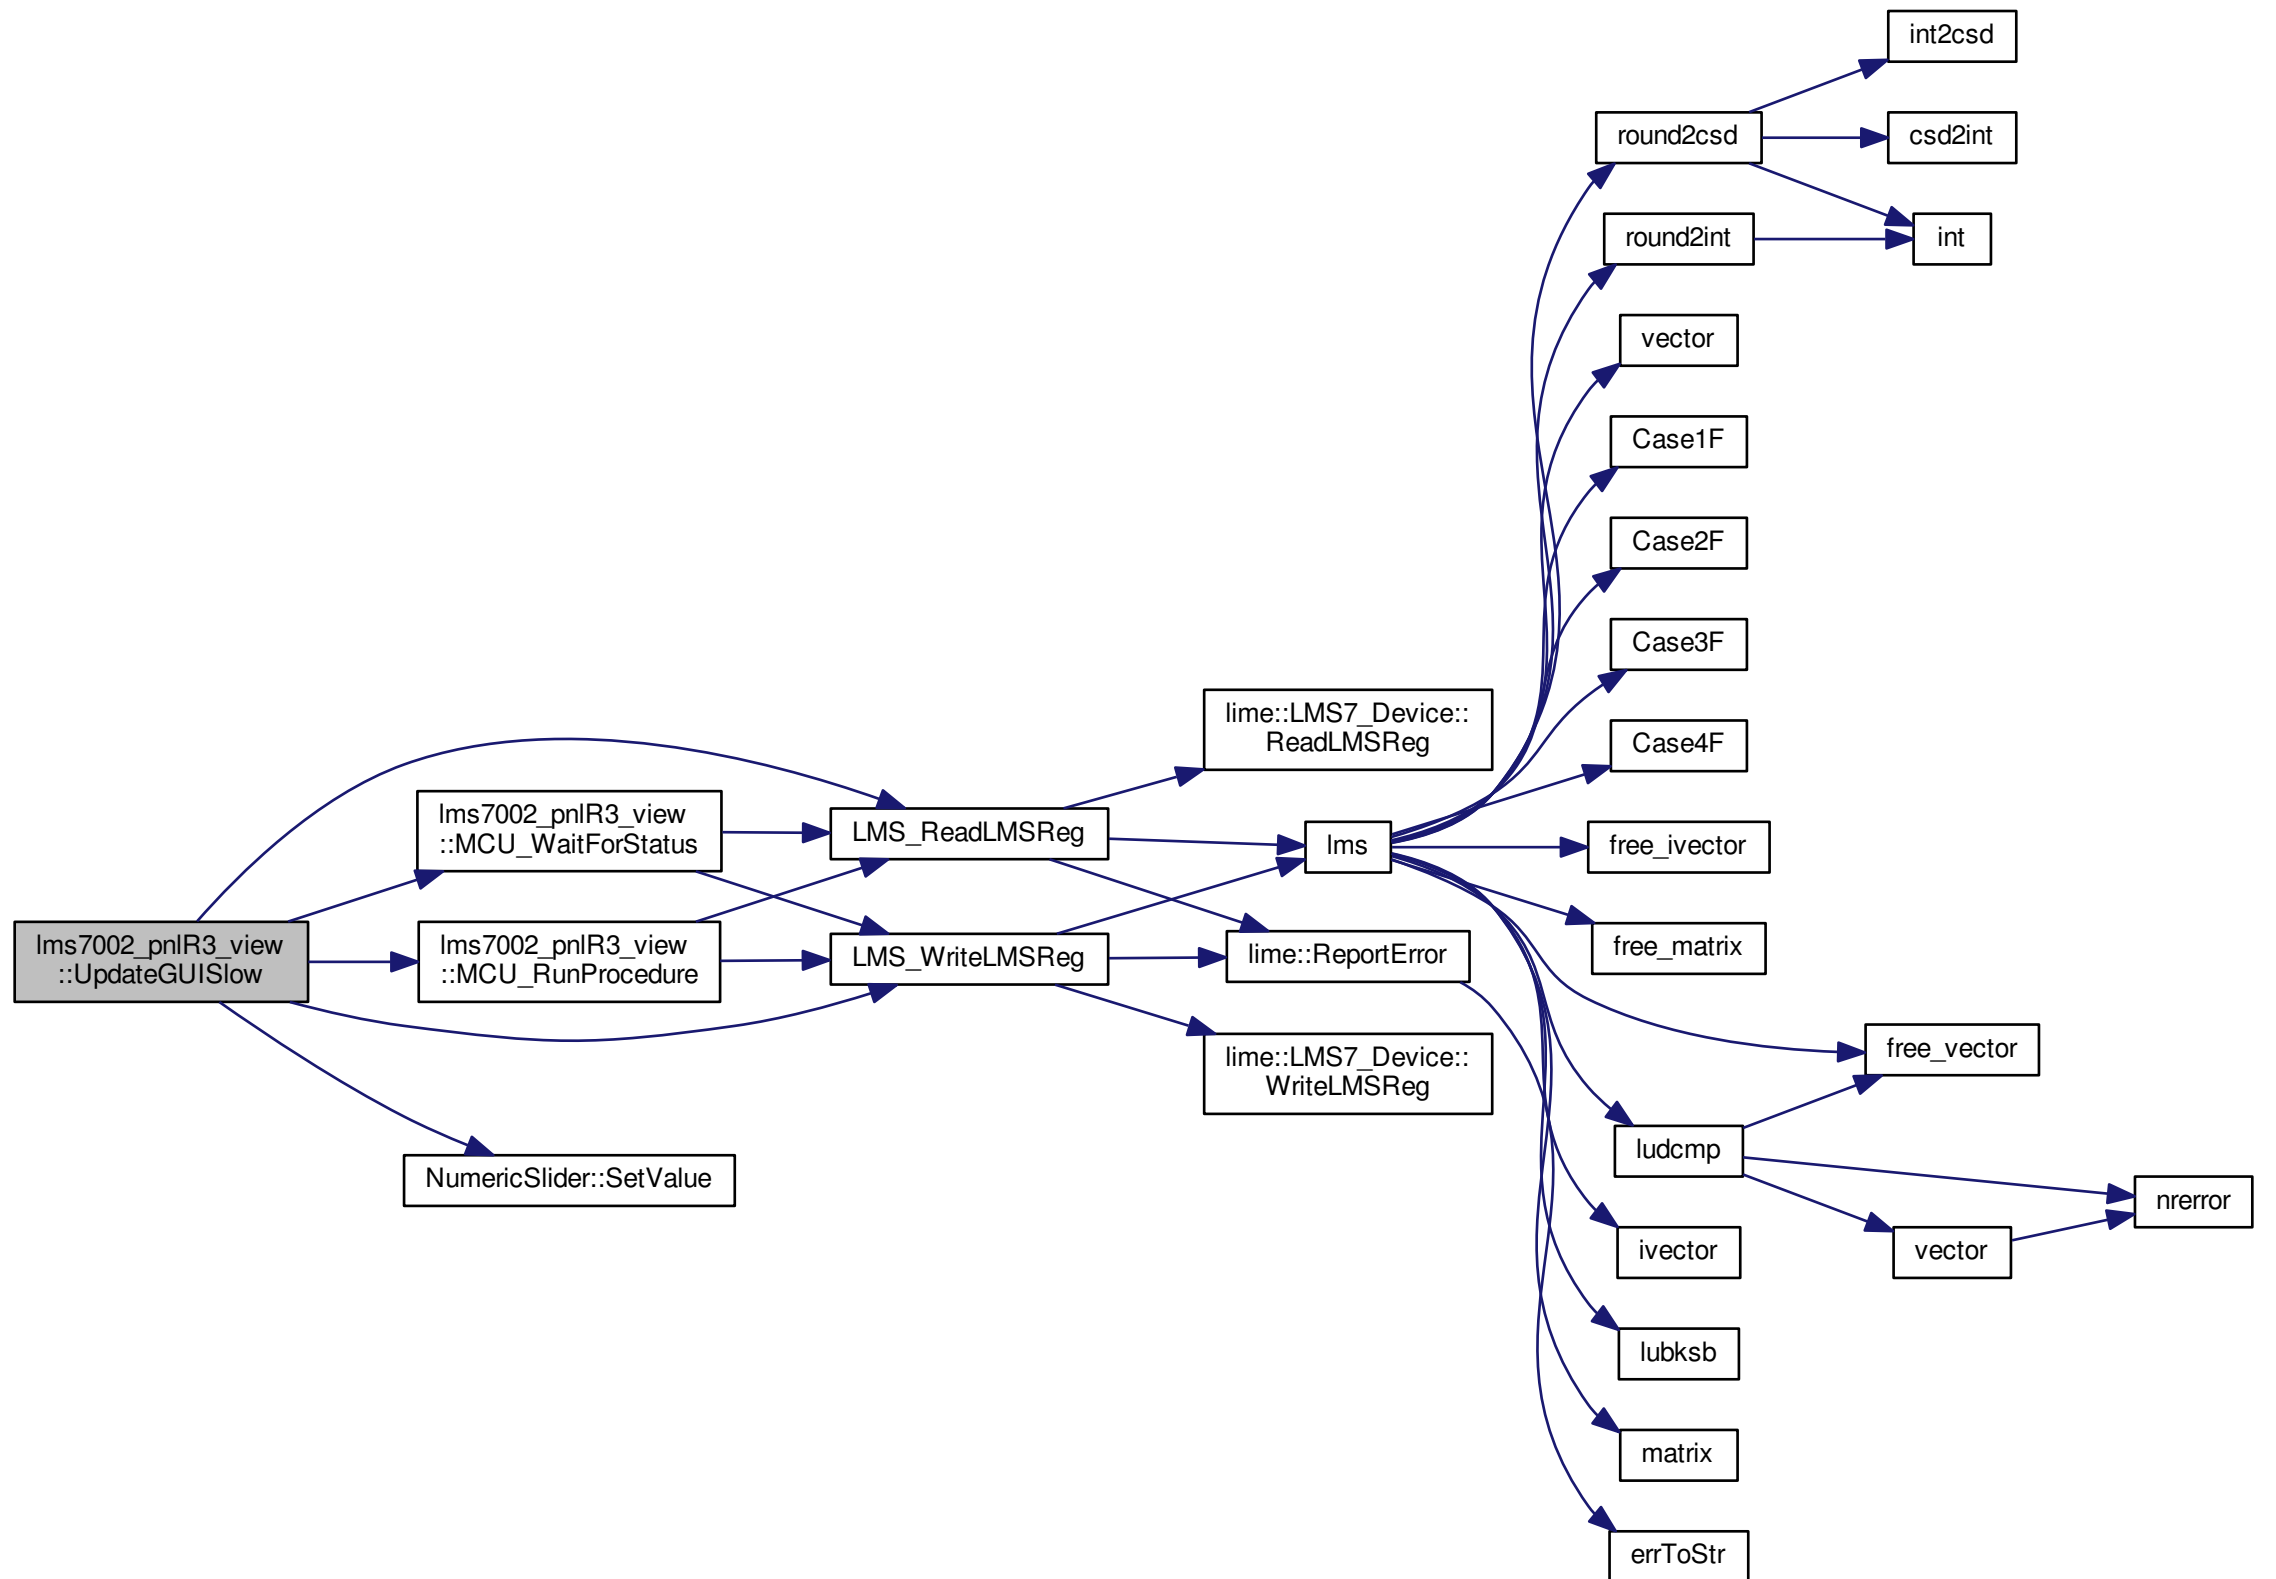 int2csd
round2csd
csd2int
round2int
int
vector
Case1F
Case2F
Case3F
lime::LMS7_Device::
ReadLMSReg
Case4F
lms7002_pnlR3_view
::MCU_WaitForStatus
LMS_ReadLMSReg
lms
free_ivector
lms7002_pnlR3_view
::UpdateGUISlow
lms7002_pnlR3_view
::MCU_RunProcedure
LMS_WriteLMSReg
lime::ReportError
free_matrix
lime::LMS7_Device::
WriteLMSReg
free_vector
ludcmp
NumericSlider::SetValue
nrerror
ivector
vector
lubksb
matrix
errToStr